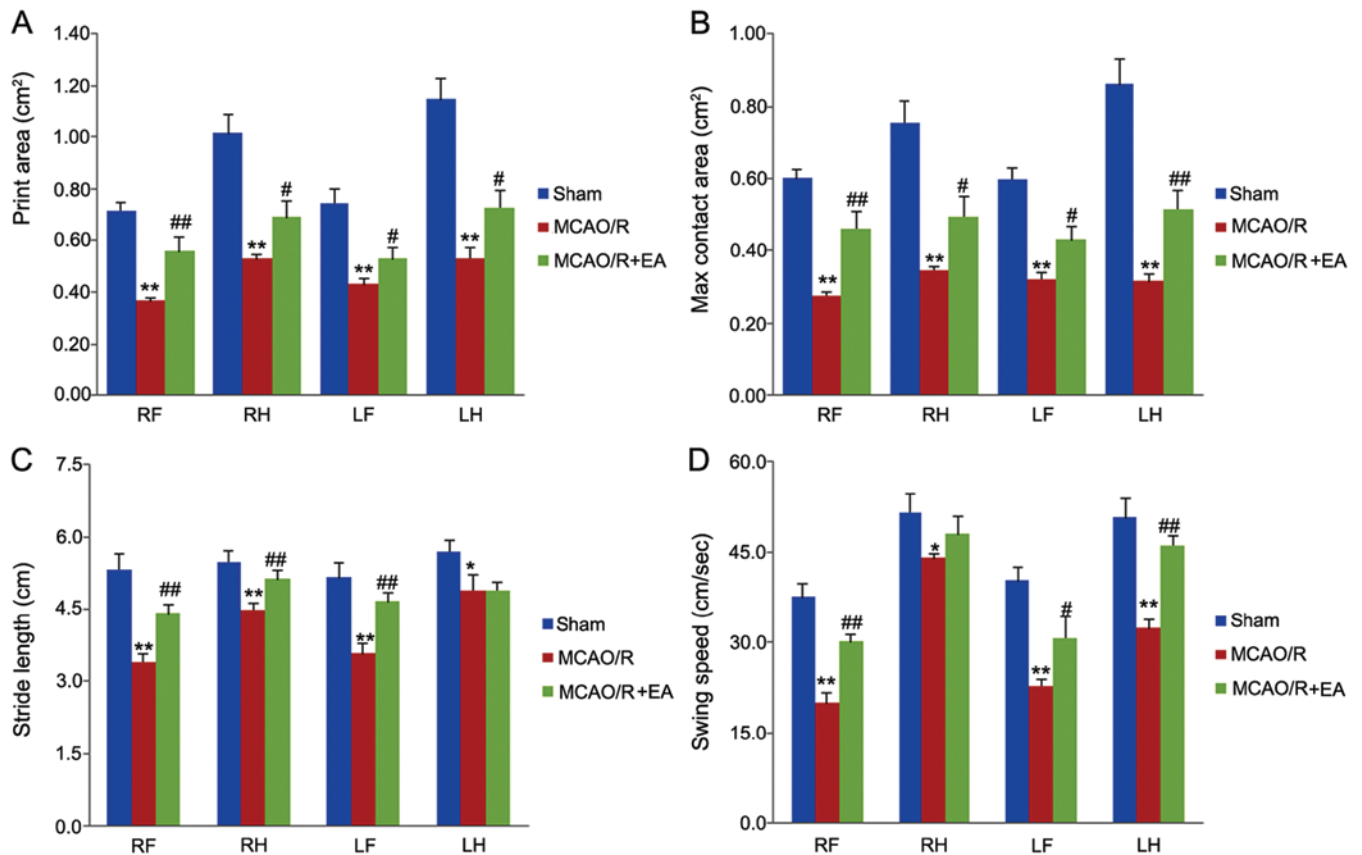 A
Print area (cm²)
1.40
1.20
1.00
0.80
0.60
0.40
0.20
0.00
** ##
** #
** #
** #
RF RH LF LH
Sham
MCAO/R
MCAO/R+EA
B
Max contact area (cm²)
1.00
0.80
0.60
0.40
0.20
0.00
** ##
** #
** #
** ##
RF RH LF LH
Sham
MCAO/R
MCAO/R +EA
C
Stride length (cm)
7.5
6.0
4.5
3.0
1.5
0.0
** ##
** ##
** ##
*
RF RH LF LH
Sham
MCAO/R
MCAO/R +EA
D
Swing speed (cm/sec)
60.0
45.0
30.0
15.0
0.0
** ##
*
** #
** ##
RF RH LF LH
Sham
MCAO/R
MCAO/R+EA